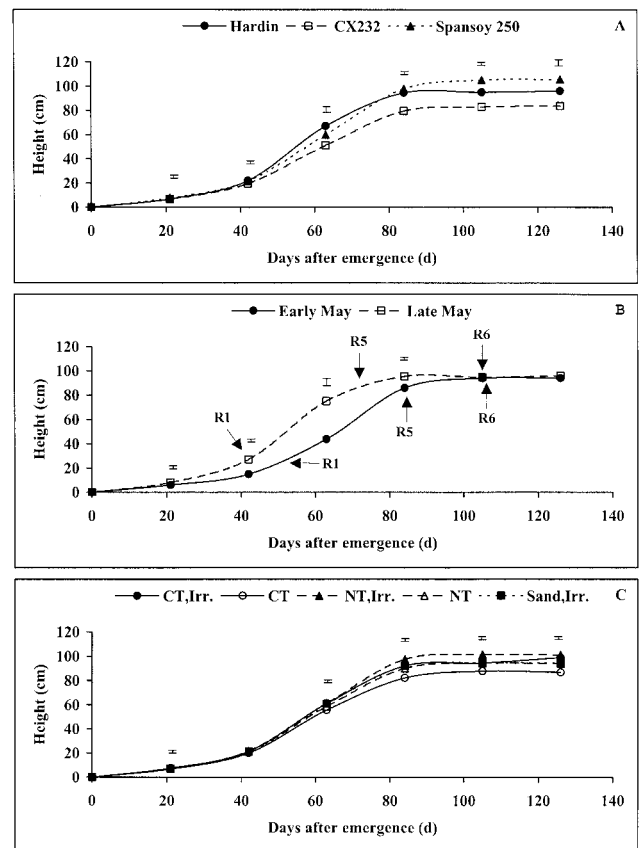 Hardin CX232 Spansoy 250 A
120
100
80
60
40
20
0
Height (cm)
0 20 40 60 80 100 120 140
Days after emergence (d)
Early May Late May B
120
100
80
60
40
20
0
Height (cm)
R1
R5
R6
R1
R5
R6
0 20 40 60 80 100 120 140
Days after emergence (d)
CT,Irr. CT NT,Irr. NT Sand,Irr. C
120
100
80
60
40
20
0
Height (cm)
0 20 40 60 80 100 120 140
Days after emergence (d)